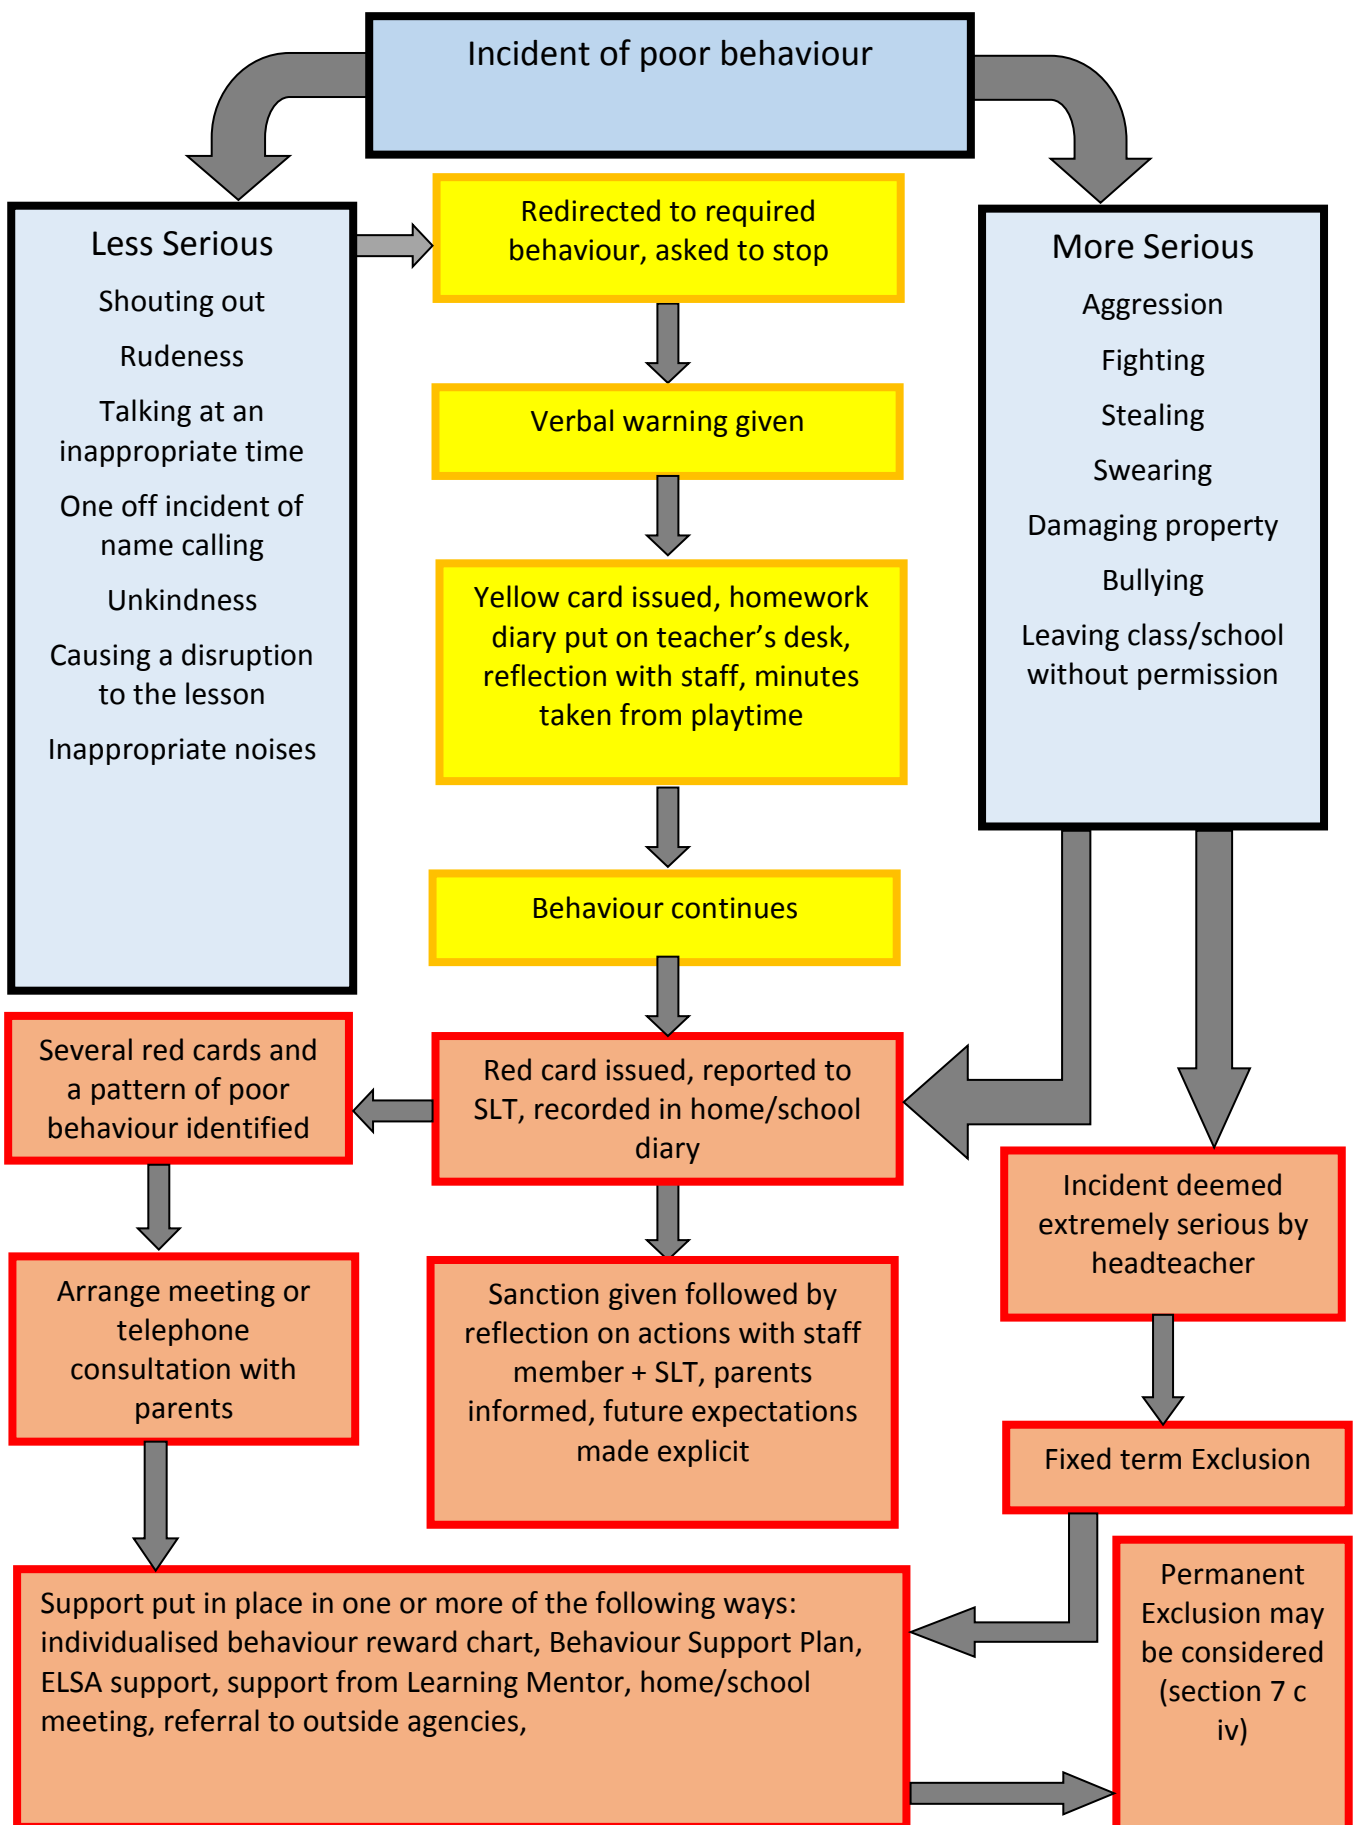 Incident of poor behaviour
Less Serious
Shouting out
Rudeness
Talking at an
inappropriate time
One off incident of
name calling
Unkindness
Causing a disruption
to the lesson
Inappropriate noises
Redirected to required
behaviour, asked to stop
Verbal warning given
Yellow card issued, homework
diary put on teacher’s desk,
reflection with staff, minutes
taken from playtime
Behaviour continues
More Serious
Aggression
Fighting
Stealing
Swearing
Damaging property
Bullying
Leaving class/school
without permission
Several red cards and
a pattern of poor
behaviour identified
Red card issued, reported to
SLT, recorded in home/school
diary
Incident deemed
extremely serious by
headteacher
Arrange meeting or
telephone
consultation with
parents
Sanction given followed by
reflection on actions with staff
member + SLT, parents
informed, future expectations
made explicit
Fixed term Exclusion
Support put in place in one or more of the following ways:
individualised behaviour reward chart, Behaviour Support Plan,
ELSA support, support from Learning Mentor, home/school
meeting, referral to outside agencies,
Permanent
Exclusion may
be considered
(section 7 c
iv)